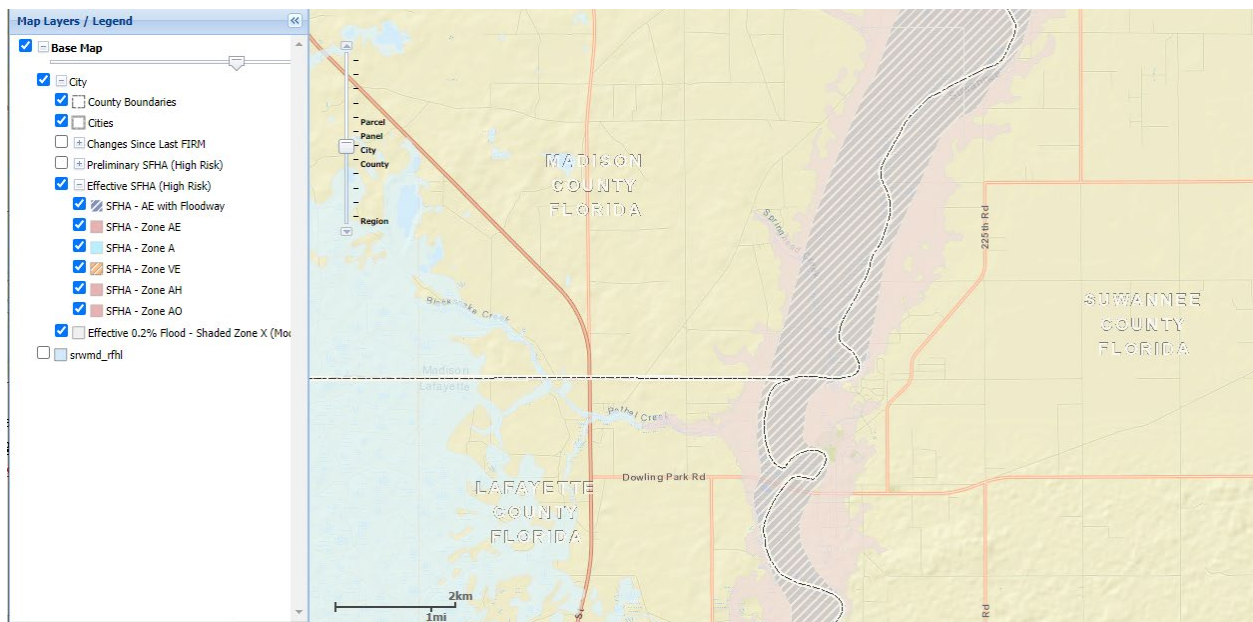 Map Layers / Legend
Base Map
City
County Boundaries
Cities
Changes Since Last FIRM
Preliminary SFHA (High Risk)
Effective SFHA (High Risk)
SFHA - AE with Floodway
SFHA - Zone AE
SFHA - Zone A
SFHA - Zone VE
SFHA - Zone AH
SFHA - Zone AO
Effective 0.2% Flood - Shaded Zone X (Moc
srwmd_rfhl
Parcel
Panel
City
County
Region
MADISON
COUNTY
FLORIDA
Springhead Creek
225th Rd
SUWANNEE
COUNTY
FLORIDA
Creek
Madison
Lafayette
Bethel Creek
Dowling Park Rd
LAFAYETTE
COUNTY
FLORIDA
2km
1mi
Rd